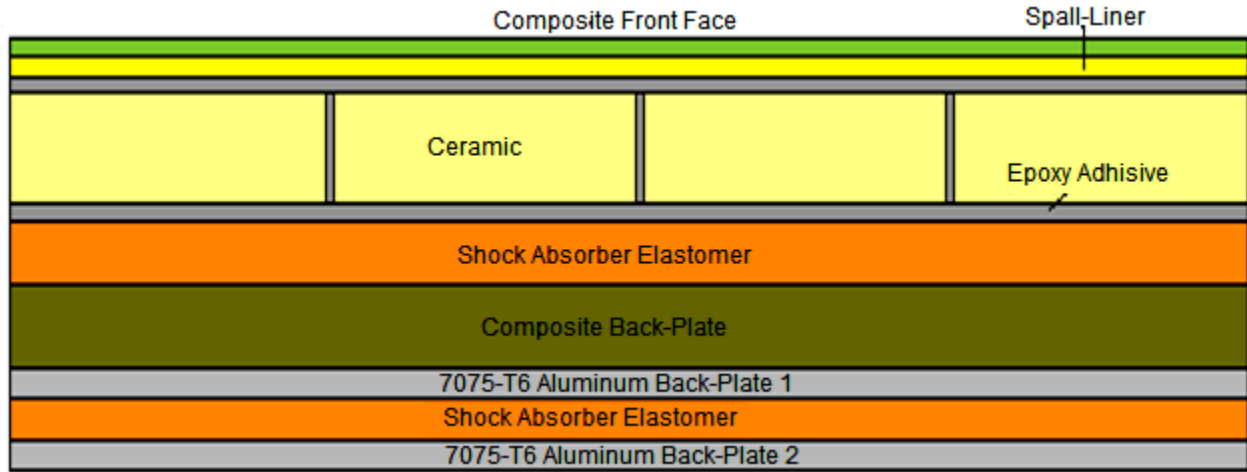 Composite Front Face
Spall-Liner
Ceramic
Epoxy Adhisive
Shock Absorber Elastomer
Composite Back-Plate
7075-T6 Aluminum Back-Plate 1
Shock Absorber Elastomer
7075-T6 Aluminum Back-Plate 2